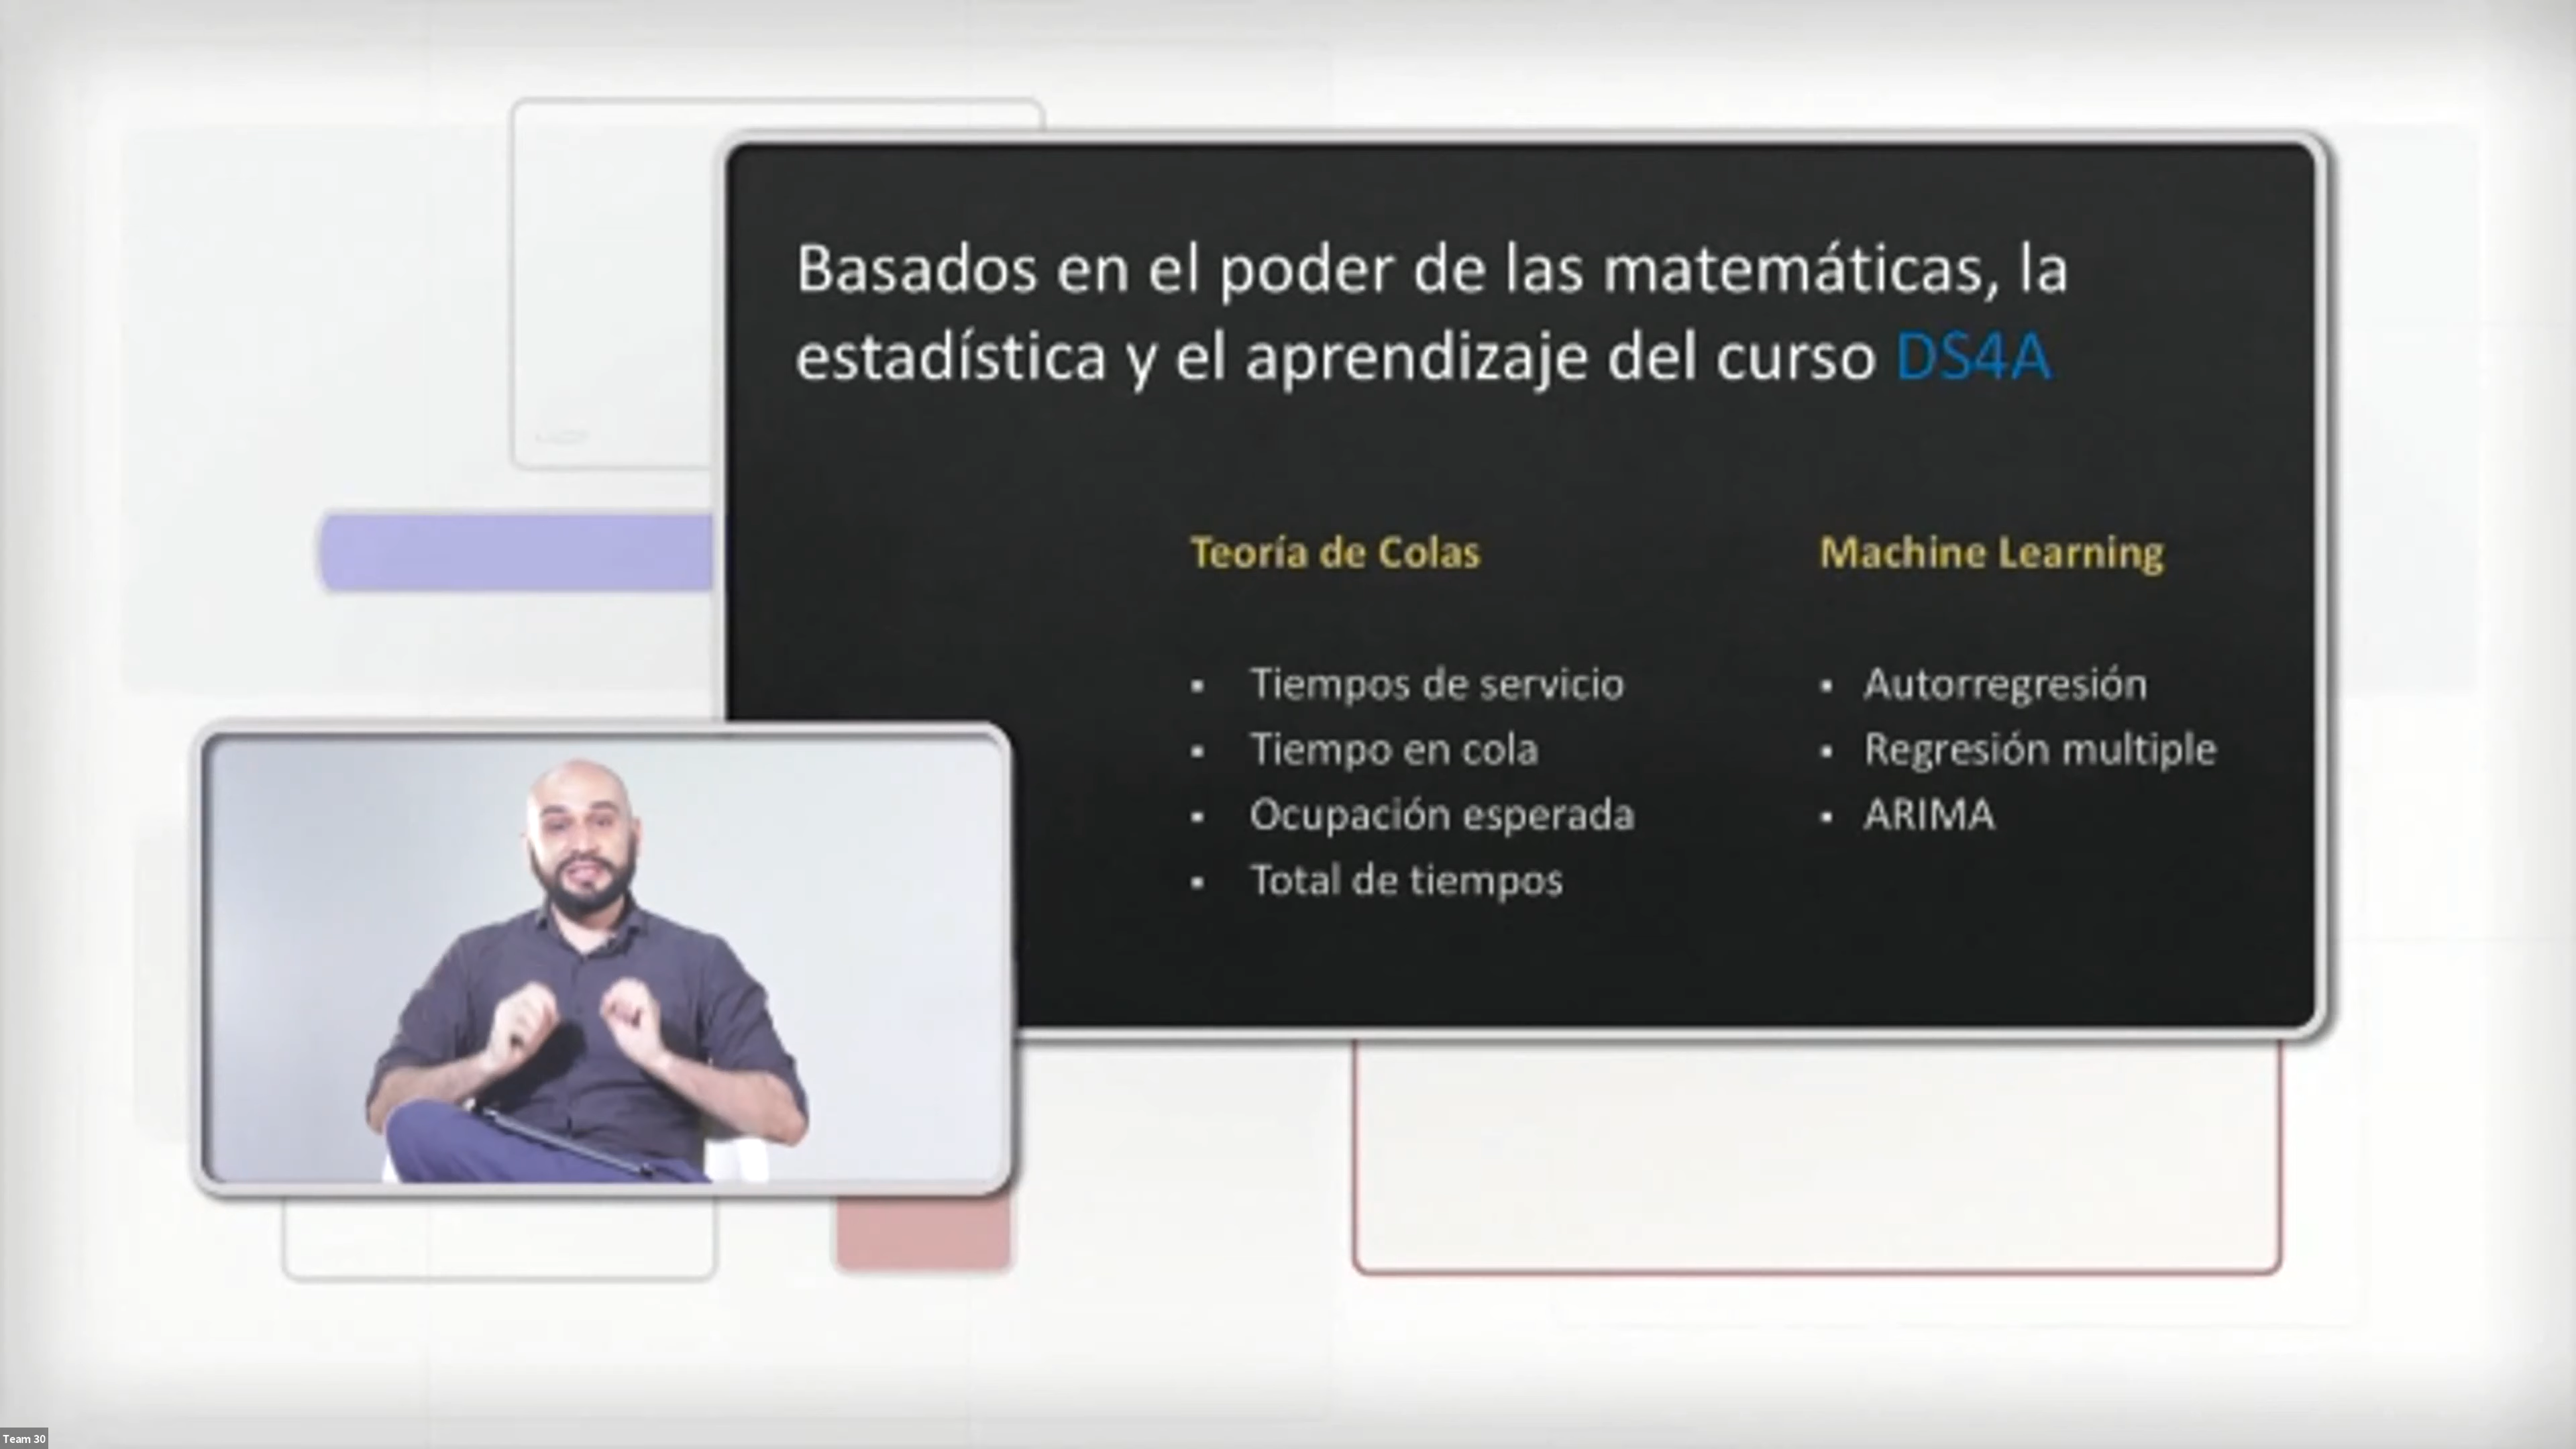 Basados en el poder de las matemáticas, la
estadística y el aprendizaje del curso DS4A
Teoría de Colas
▪ Tiempos de servicio
▪ Tiempo en cola
▪ Ocupación esperada
▪ Total de tiempos
Machine Learning
▪ Autorregresión
▪ Regresión multiple
▪ ARIMA
Team 30